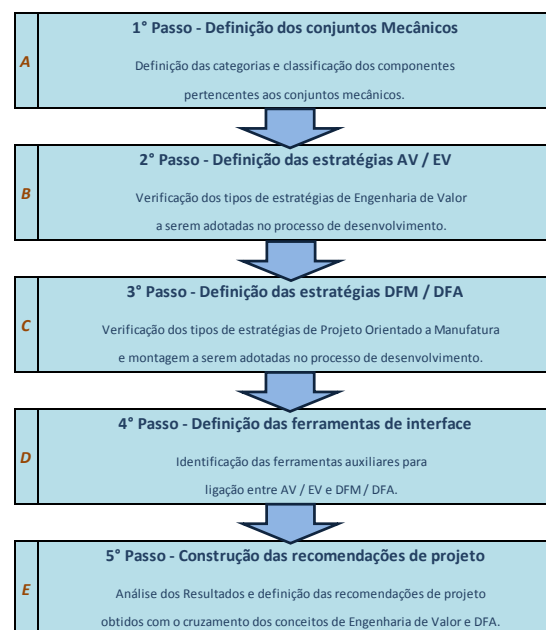 1° Passo - Definição dos conjuntos Mecânicos
A
Definição das categorias e classificação dos componentes
pertencentes aos conjuntos mecânicos.
2° Passo - Definição das estratégias AV / EV
B
Verificação dos tipos de estratégias de Engenharia de Valor
a serem adotadas no processo de desenvolvimento.
3° Passo - Definição das estratégias DFM / DFA
C
Verificação dos tipos de estratégias de Projeto Orientado a Manufatura
e montagem a serem adotadas no processo de desenvolvimento.
4° Passo - Definição das ferramentas de interface
D
Identificação das ferramentas auxiliares para
ligação entre AV / EV e DFM / DFA.
5° Passo - Construção das recomendações de projeto
E
Análise dos Resultados e definição das recomendações de projeto
obtidos com o cruzamento dos conceitos de Engenharia de Valor e DFA.